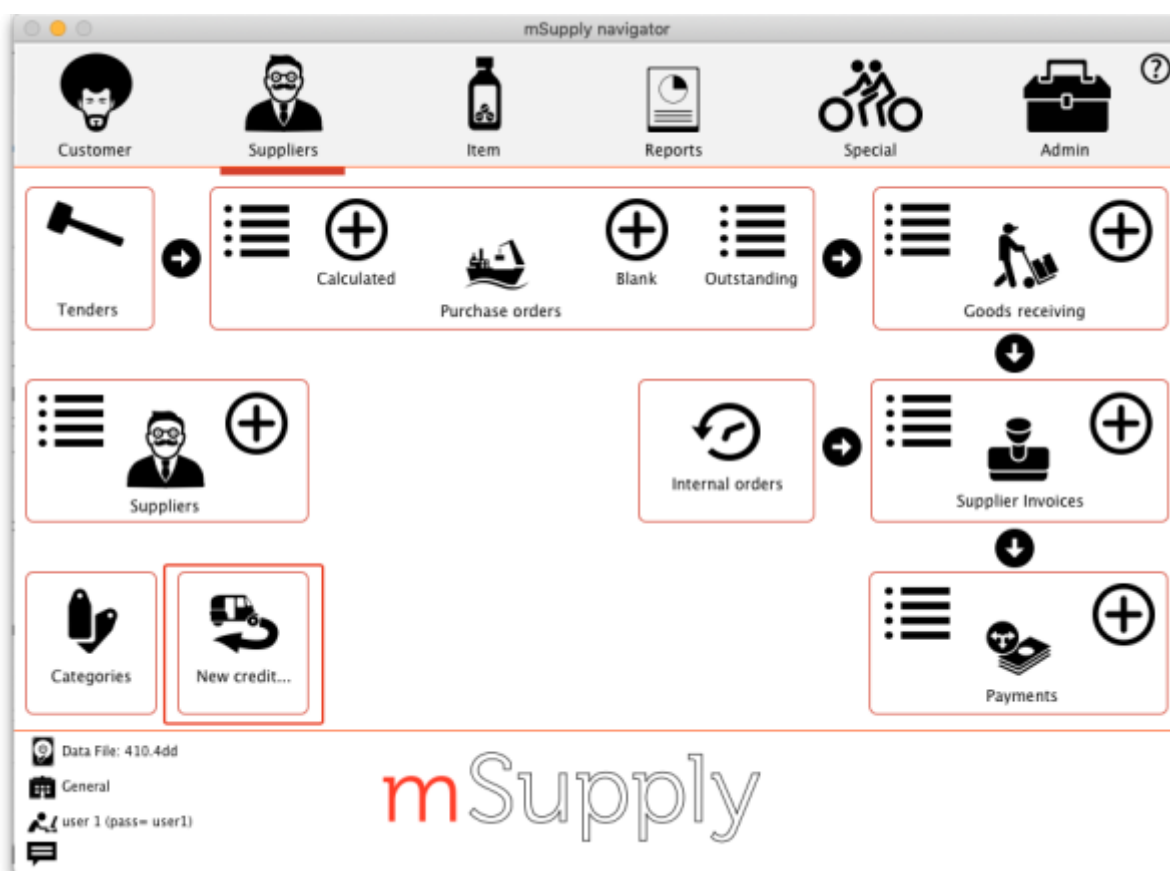 mSupply navigator
Customer
Suppliers
Item
Reports
Special
Admin
?
Tenders
Calculated
Blank
Outstanding
Purchase orders
Goods receiving
Suppliers
Internal orders
Supplier Invoices
Categories
New credit...
Payments
Data File: 410.4dd
General
user 1 (pass= user1)
mSupply